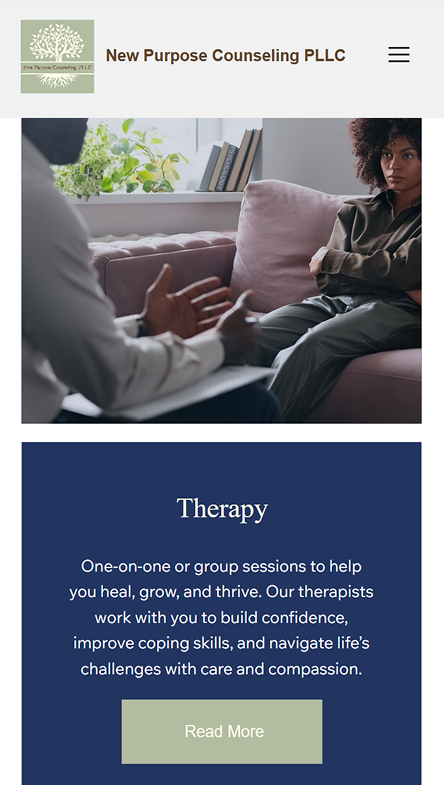 New Purpose Counseling, PLLC
New Purpose Counseling PLLC
Therapy
One-on-one or group sessions to help
you heal, grow, and thrive. Our therapists
work with you to build confidence,
improve coping skills, and navigate life’s
challenges with care and compassion.
Read More